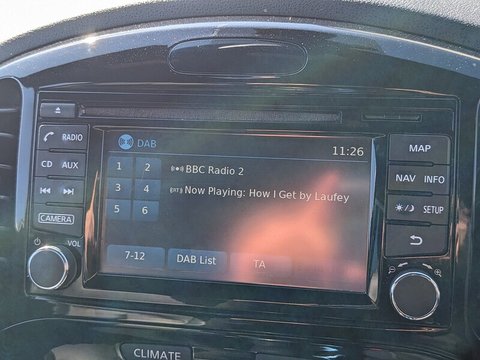 DAB
11:26
RADIO
CD AUX
CAMERA
VOL
1 2
3 4
5 6
BBC Radio 2
Now Playing: How I Get by Laufey
7-12
DAB List
TA
MAP
NAV INFO
SETUP
CLIMATE